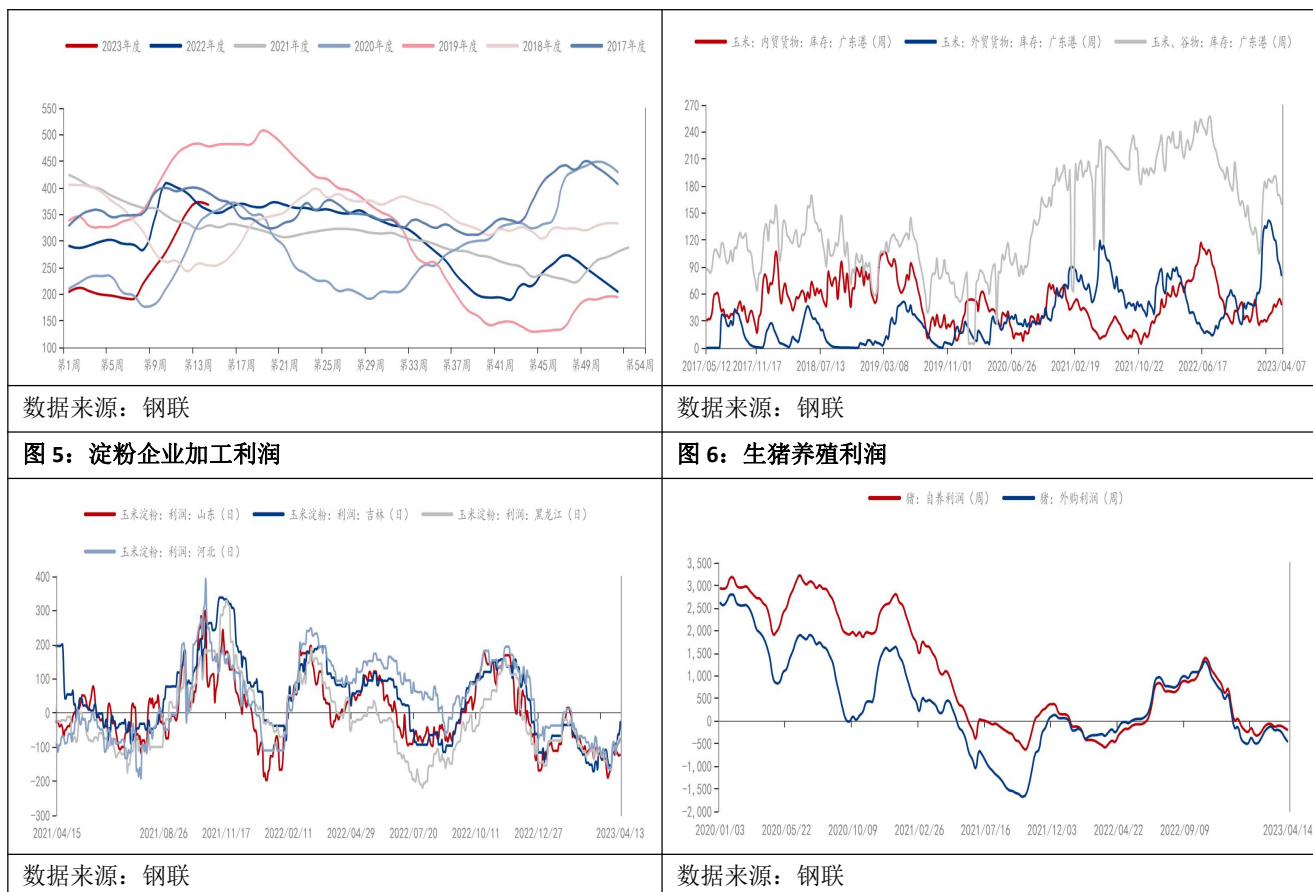 2023年度 2022年度 2021年度 2020年度 2019年度 2018年度 2017年度
550
500
450
400
350
300
250
200
150
100
第1周 第5周 第9周 第13周 第17周 第21周 第25周 第29周 第33周 第37周 第41周 第45周 第49周 第54周
玉米：内贸货物：库存：广东港（周） 玉米：外贸货物：库存：广东港（周） 玉米、谷物：库存：广东港（周）
270
240
210
180
150
120
90
60
30
0
2017/05/12 2017/11/17 2018/07/13 2019/03/08 2019/11/01 2020/06/26 2021/02/19 2021/10/22 2022/06/17 2023/04/07
数据来源：钢联
数据来源：钢联
图 5：淀粉企业加工利润
图 6：生猪养殖利润
玉米淀粉：利润：山东（日） 玉米淀粉：利润：吉林（日） 玉米淀粉：利润：黑龙江（日）
玉米淀粉：利润：河北（日）
400
300
200
100
0
-100
-200
-300
2021/04/15 2021/08/26 2021/11/17 2022/02/11 2022/04/29 2022/07/20 2022/10/11 2022/12/27 2023/04/13
猪：自养利润（周） 猪：外购利润（周）
3,500
3,000
2,500
2,000
1,500
1,000
500
0
-500
-1,000
-1,500
-2,000
2020/01/03 2020/05/22 2020/10/09 2021/02/26 2021/07/16 2021/12/03 2022/04/22 2022/09/09 2023/04/14
数据来源：钢联
数据来源：钢联